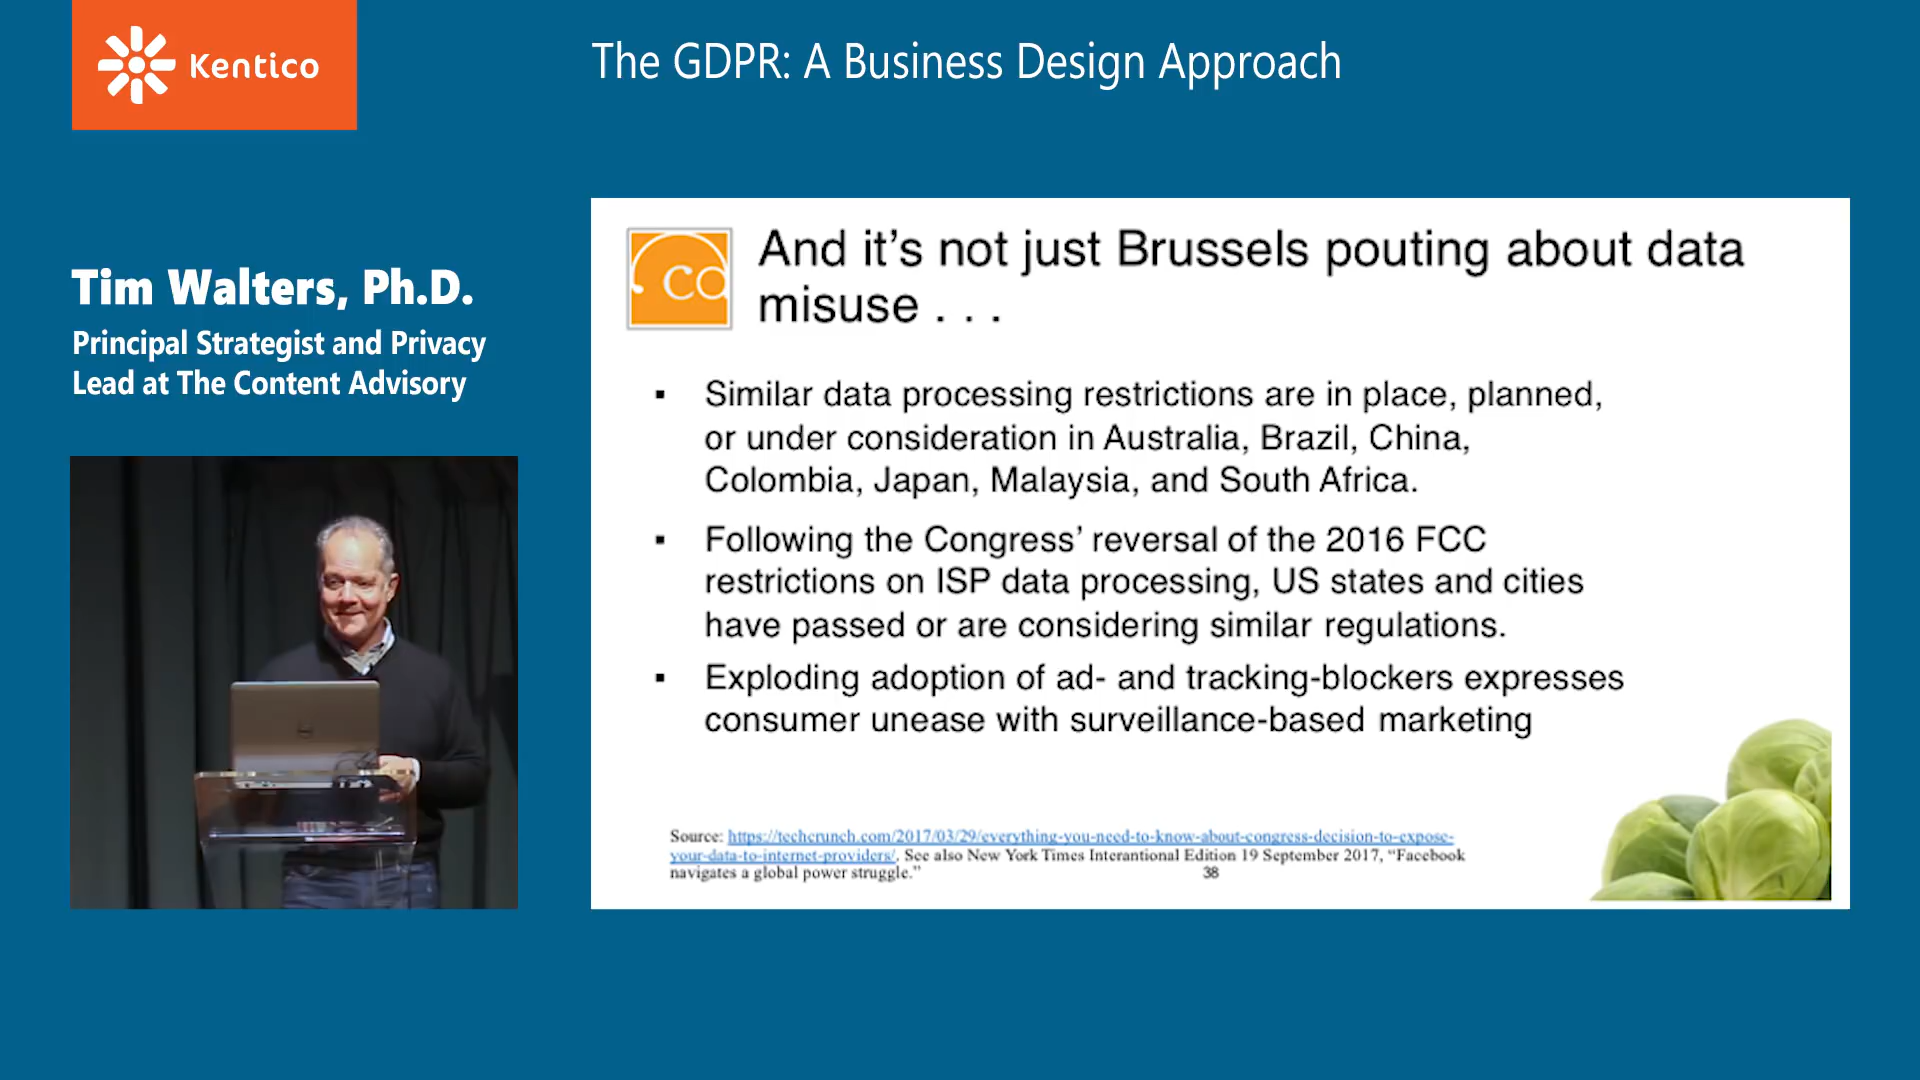 Kentico
The GDPR: A Business Design Approach
Tim Walters, Ph.D.
Principal Strategist and Privacy
Lead at The Content Advisory
ca
And it's not just Brussels pouting about data
misuse . . .
▪ Similar data processing restrictions are in place, planned,
or under consideration in Australia, Brazil, China,
Colombia, Japan, Malaysia, and South Africa.
▪ Following the Congress' reversal of the 2016 FCC
restrictions on ISP data processing, US states and cities
have passed or are considering similar regulations.
▪ Exploding adoption of ad- and tracking-blockers expresses
consumer unease with surveillance-based marketing
Source: https://techcrunch.com/2017/03/29/everything-you-need-to-know-about-congress-decision-to-expose-
your-data-to-internet-providers/. See also New York Times Interantional Edition 19 September 2017, “Facebook
navigates a global power struggle.”
38